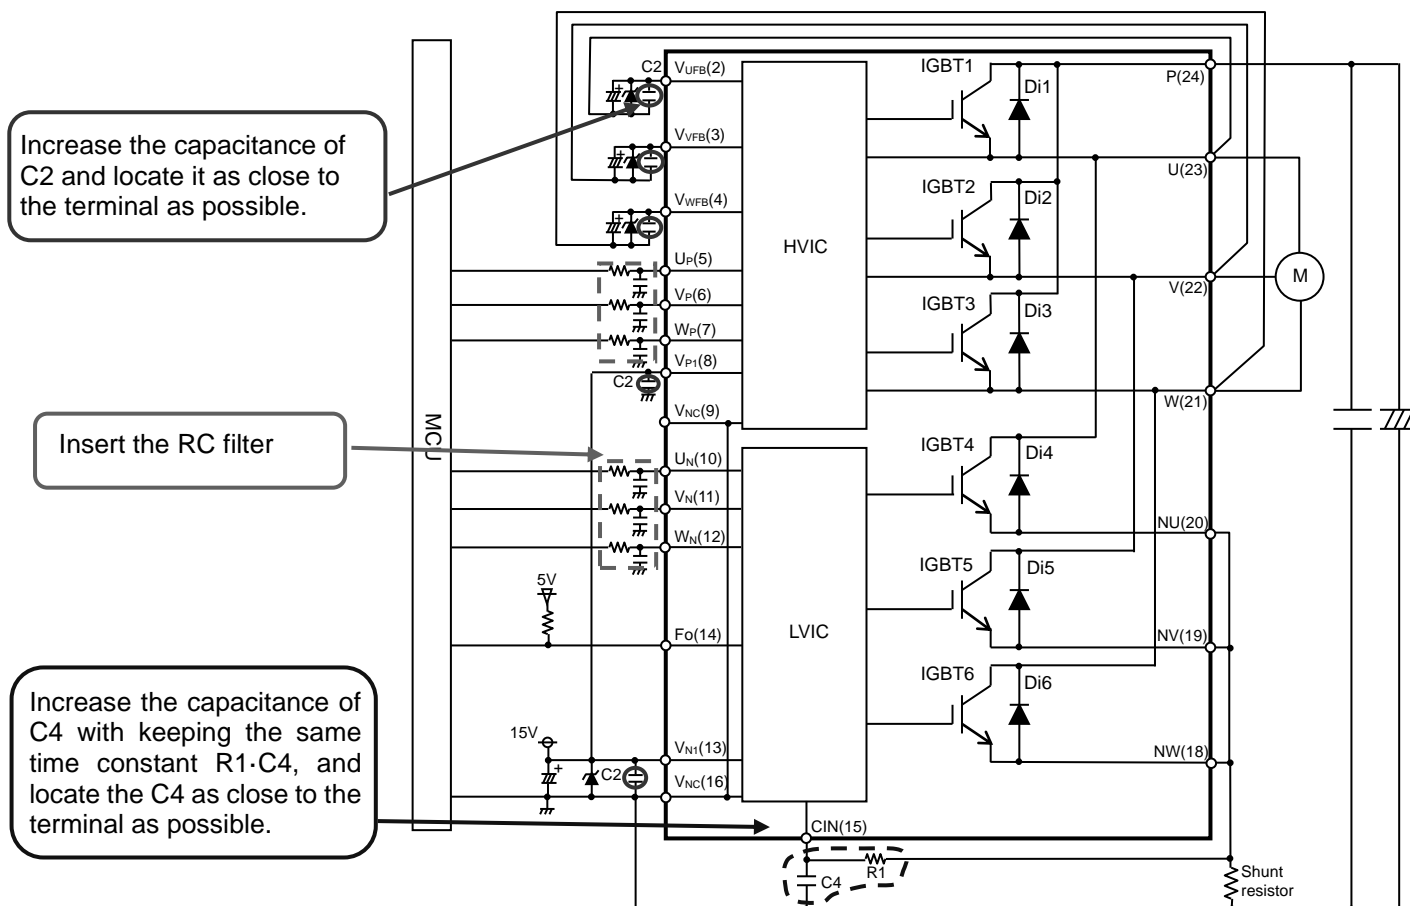 C2
VUFB(2)
IGBT1
P(24)
Di1
Increase the capacitance of
C2 and locate it as close to
the terminal as possible.
VVFB(3)
U(23)
IGBT2
Di2
VWFB(4)
HVIC
UP(5)
M
V(22)
VP(6)
IGBT3
Di3
WP(7)
VP1(8)
C2
W(21)
MCU
VNC(9)
Insert the RC filter
IGBT4
Di4
UN(10)
VN(11)
NU(20)
WN(12)
IGBT5
Di5
5V
LVIC
Fo(14)
NV(19)
IGBT6
Di6
Increase the capacitance of
C4 with keeping the same
time constant R1·C4, and
locate the C4 as close to the
terminal as possible.
15V
VN1(13)
NW(18)
C2
VNC(16)
CIN(15)
R1
C4
Shunt
resistor